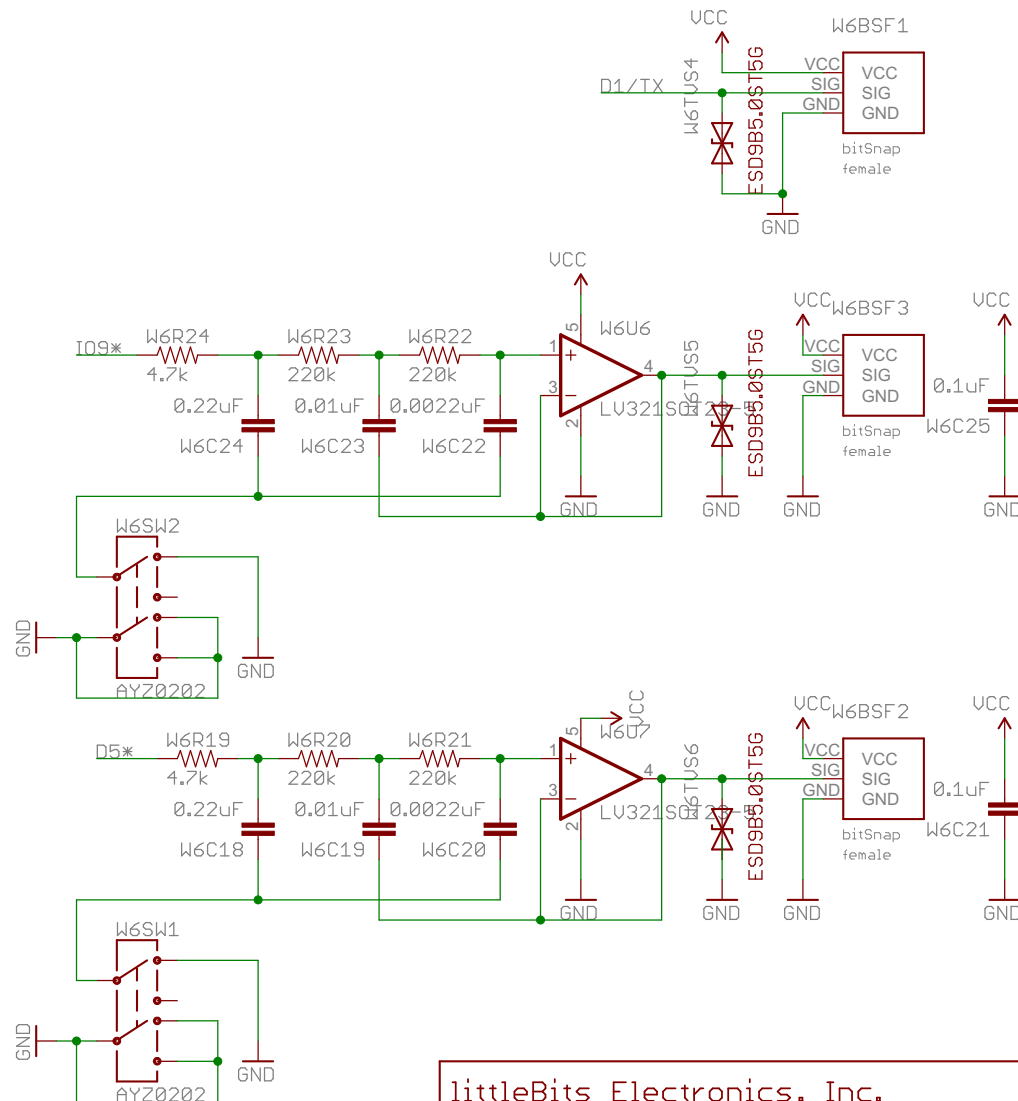 VCC
W6BSF1
W6TVS4
ESD9B5.0ST5G
D1/TX
VCC
SIG
GND
VCC
SIG
GND
bitSnap
female
GND
VCC
W6R24
W6R23
W6R22
W6U6
VCC
W6BSF3
VCC
IO9*
4.7k
220k
220k
1
5
3
4
2
LV321SOT23-5
W6TVS5
ESD9B5.0ST5G
VCC
SIG
GND
VCC
SIG
GND
bitSnap
female
0.22uF
0.01uF
0.0022uF
W6C24
W6C23
W6C22
0.1uF
W6C25
GND
GND
GND
GND
W6SW2
GND
GND
AYZ0202
W6R19
W6R20
W6R21
W6U7
VCC
VCC
W6BSF2
VCC
D5*
4.7k
220k
220k
1
5
3
4
2
LV321SOT23-5
W6TVS6
ESD9B5.0ST5G
VCC
SIG
GND
VCC
SIG
GND
bitSnap
female
0.22uF
0.01uF
0.0022uF
W6C18
W6C19
W6C20
0.1uF
W6C21
GND
GND
GND
GND
W6SW1
GND
GND
AYZ0202
littleBits Electronics, Inc.